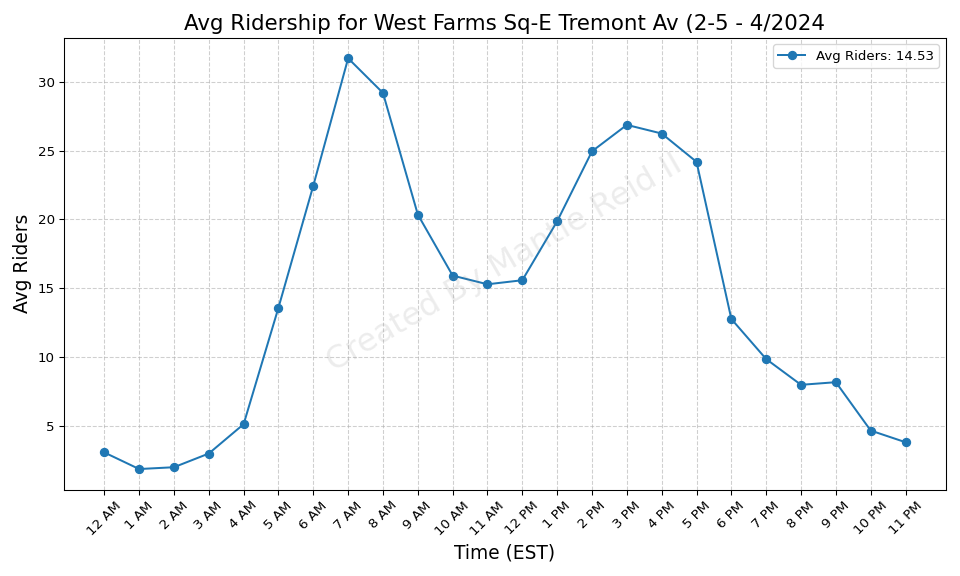 Avg Ridership for West Farms Sq-E Tremont Av (2-5 - 4/2024
Avg Riders: 14.53
Avg Riders
30
25
20
15
10
5
Created By Mantie Reid II
12 AM
1 AM
2 AM
3 AM
4 AM
5 AM
6 AM
7 AM
8 AM
9 AM
10 AM
11 AM
12 PM
1 PM
2 PM
3 PM
4 PM
5 PM
6 PM
7 PM
8 PM
9 PM
10 PM
11 PM
Time (EST)